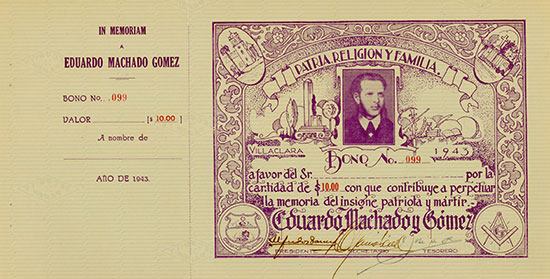 IN MEMORIAM
A
EDUARDO MACHADO GOMEZ
BONO No. 099
VALOR [$ 10.00 ]
A nombre de
AÑO DE 1943.
PATRIA, RELIGION Y FAMILIA.
VILLACLARA 1943
BONO No. 099
a favor del Sr. por la
cantidad de $10.00 con que contribuye a perpetuar
la memoria del insigne patriota y mártir.-
Eduardo Machado y Gómez
PRESIDENTE SECRETARIO TESORERO